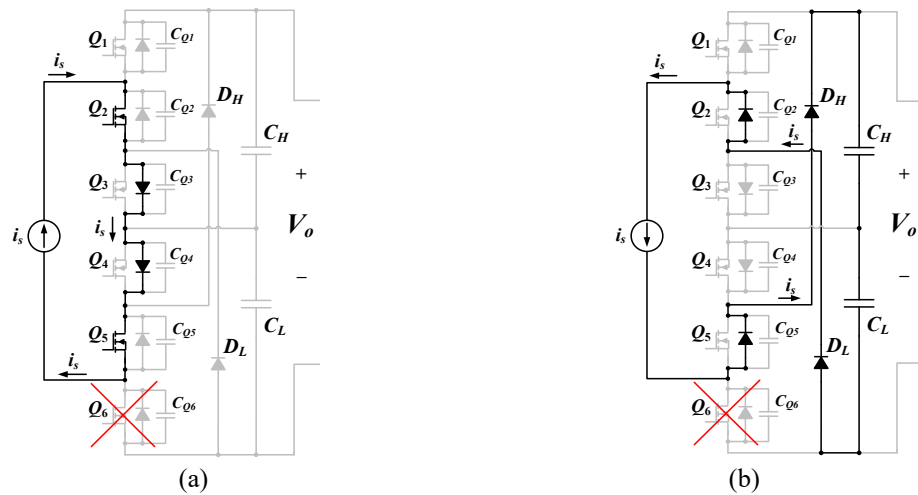 Q1 CQ1
is
Q2 CQ2 DH
CH
Q3 CQ3
+
is is Vo
Q4 CQ4 −
CL
Q5 CQ5
is DL
Q6 CQ6
(a)
Q1 CQ1
is
Q2 CQ2 DH
is
CH
Q3 CQ3
+
is Vo
Q4 CQ4 −
is
CL
Q5 CQ5
DL
Q6 CQ6
(b)